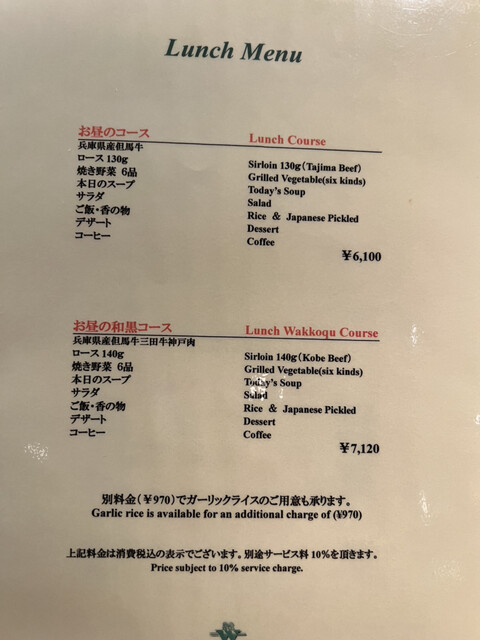 Lunch Menu
お昼のコース
Lunch Course
兵庫県産但馬牛
ロース 130g
Sirloin 130g(Tajima Beef)
焼き野菜 6品
Grilled Vegetable(six kinds)
本日のスープ
Today's Soup
サラダ
Salad
ご飯・香の物
Rice & Japanese Pickled
デザート
Dessert
コーヒー
Coffee
￥6,100
お昼の和黒コース
Lunch Wakkoqu Course
兵庫県産但馬牛三田牛神戸肉
ロース 140g
Sirloin 140g(Kobe Beef)
焼き野菜 6品
Grilled Vegetable(six kinds)
本日のスープ
Today's Soup
サラダ
Salad
ご飯・香の物
Rice & Japanese Pickled
デザート
Dessert
コーヒー
Coffee
￥7,120
別料金(￥970)でガーリックライスのご用意も承ります。
Garlic rice is available for an additional charge of (¥970)
上記料金は消費税込の表示でございます。別途サービス料10%を頂きます。
Price subject to 10% service charge.
W